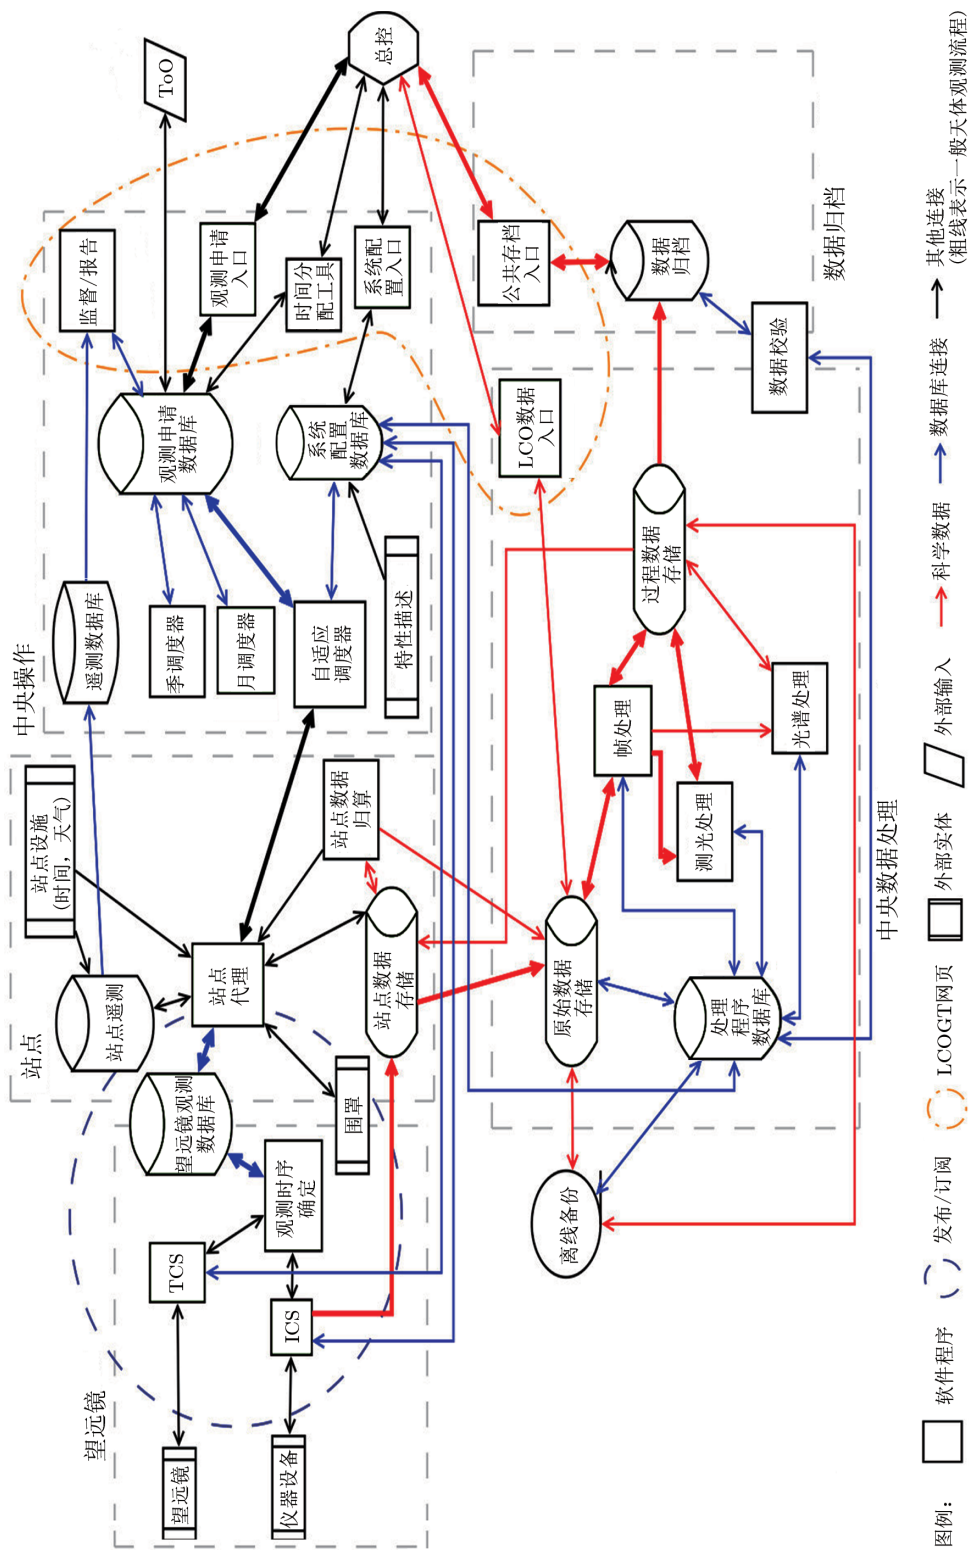 望远镜
望远镜
仪器设备
TCS
ICS
观测时序
确定
望远镜观测
数据库
围罩
站点
站点设施
(时间，天气)
站点遥测
站点
代理
站点数据
归算
站点数据
存储
中央操作
遥测数据库
监督/报告
季调度器
月调度器
自适应
调度器
特性描述
观测申请
数据库
系统
配置
数据库
观测申请
入口
时间分
配工具
系统配
置入口
ToO
总控
离线备份
原始数据
存储
处理
程序
数据库
帧处理
测光处理
光谱处理
过程数据
存储
LCO数据
入口
数据校验
中央数据处理
公共存档
入口
数据
归档
数据归档
图例：
软件程序
发布/订阅
LCOGT网页
外部实体
外部输入
科学数据
数据库连接
其他连接
(粗线表示一般天体观测流程)